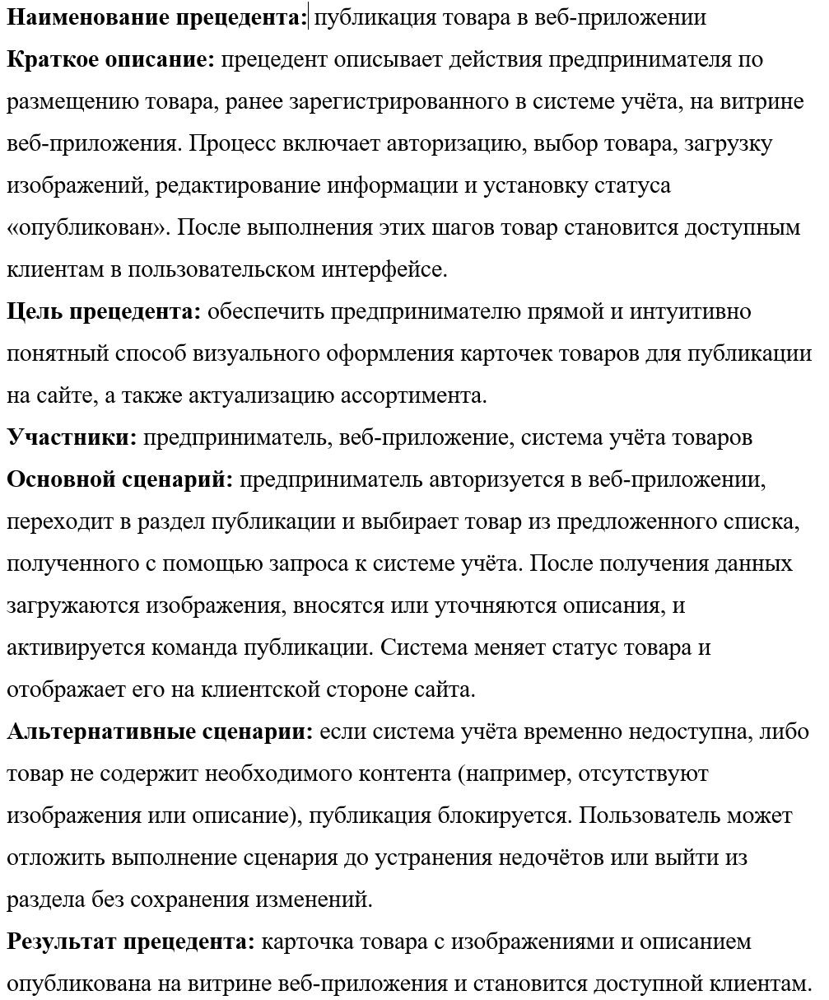 Наименование прецедента: публикация товара в веб-приложении
Краткое описание: прецедент описывает действия предпринимателя по
размещению товара, ранее зарегистрированного в системе учёта, на витрине
веб-приложения. Процесс включает авторизацию, выбор товара, загрузку
изображений, редактирование информации и установку статуса
«опубликован». После выполнения этих шагов товар становится доступным
клиентам в пользовательском интерфейсе.
Цель прецедента: обеспечить предпринимателю прямой и интуитивно
понятный способ визуального оформления карточек товаров для публикации
на сайте, а также актуализацию ассортимента.
Участники: предприниматель, веб-приложение, система учёта товаров
Основной сценарий: предприниматель авторизуется в веб-приложении,
переходит в раздел публикации и выбирает товар из предложенного списка,
полученного с помощью запроса к системе учёта. После получения данных
загружаются изображения, вносятся или уточняются описания, и
активируется команда публикации. Система меняет статус товара и
отображает его на клиентской стороне сайта.
Альтернативные сценарии: если система учёта временно недоступна, либо
товар не содержит необходимого контента (например, отсутствуют
изображения или описание), публикация блокируется. Пользователь может
отложить выполнение сценария до устранения недочётов или выйти из
раздела без сохранения изменений.
Результат прецедента: карточка товара с изображениями и описанием
опубликована на витрине веб-приложения и становится доступной клиентам.